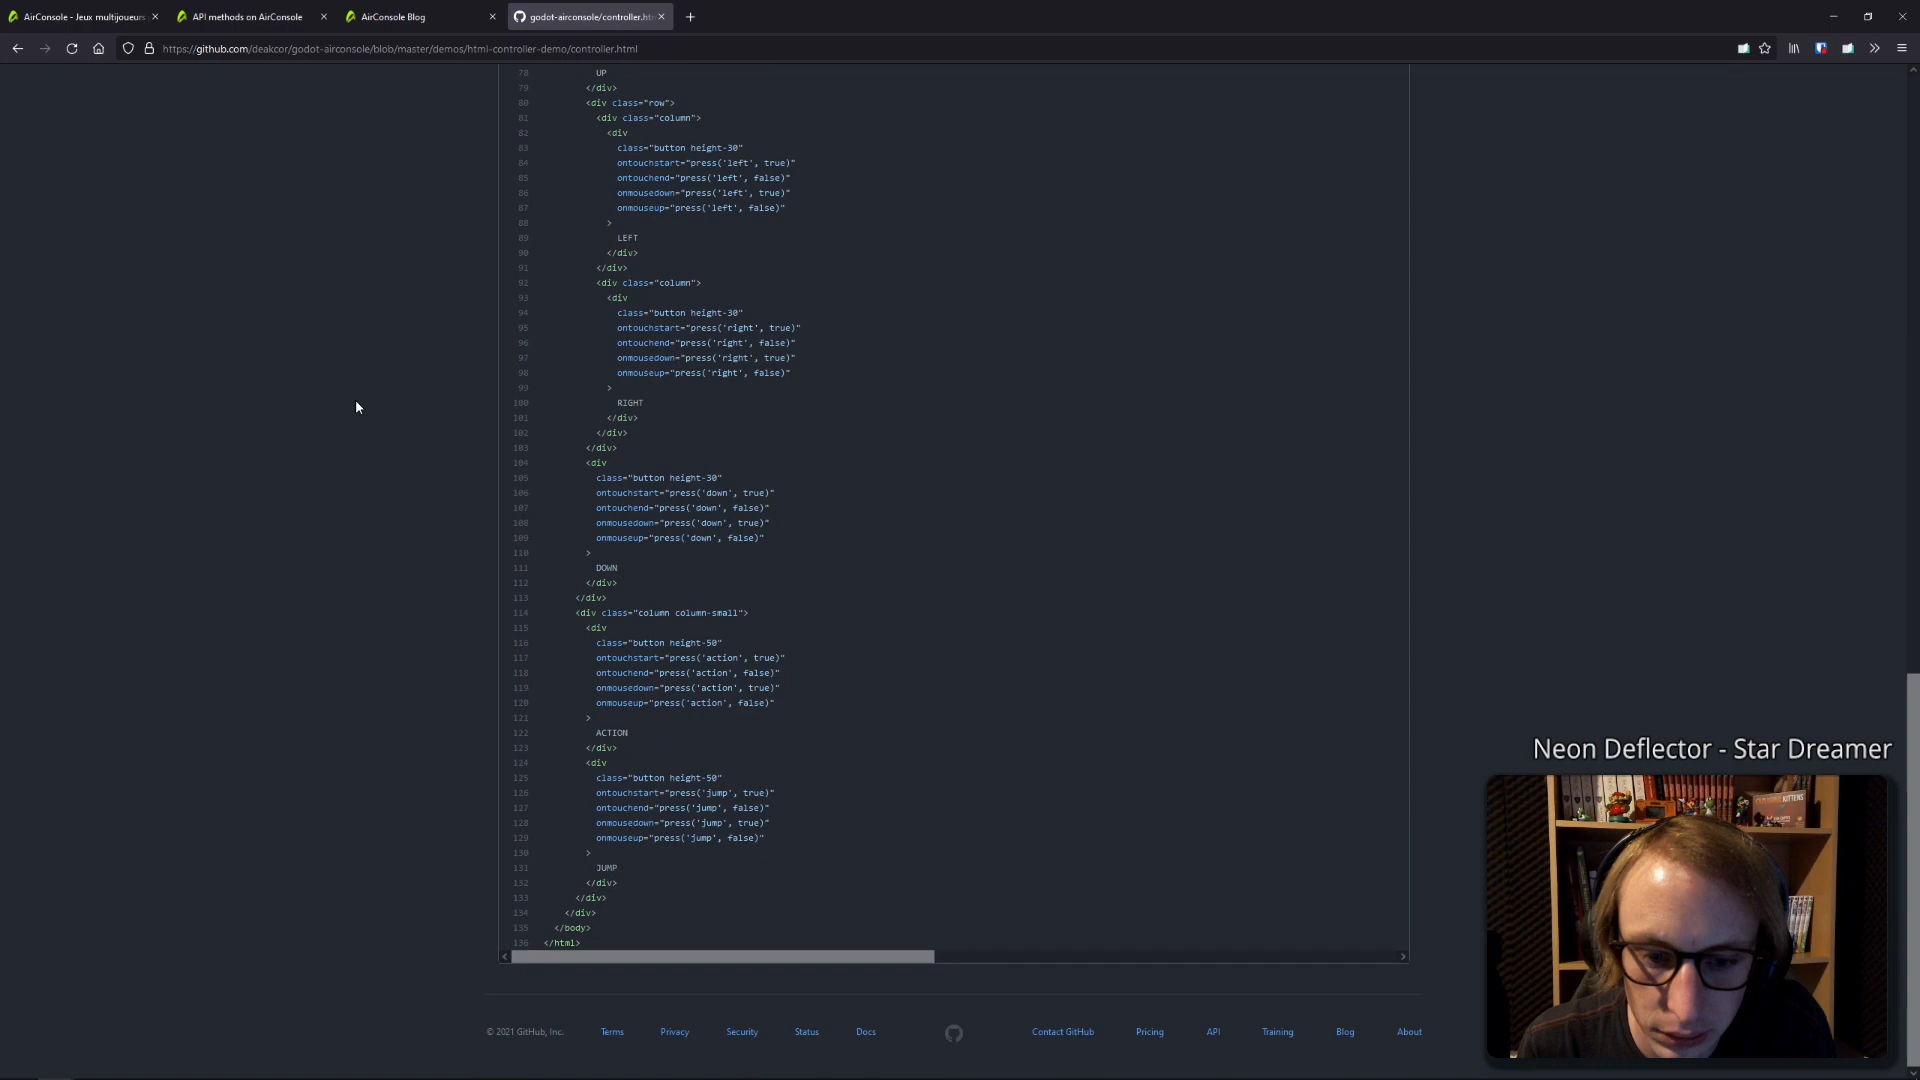 AirConsole - Jeux multijoueurs
API methods on AirConsole
AirConsole Blog
godot-airconsole/controller.htm
https://github.com/deakcor/godot-airconsole/blob/master/demos/html-controller-demo/controller.html
78 UP
79 </div>
80 <div class="row">
81 <div class="column">
82 <div
83 class="button height-30"
84 ontouchstart="press('left', true)"
85 ontouchend="press('left', false)"
86 onmousedown="press('left', true)"
87 onmouseup="press('left', false)"
88 >
89 LEFT
90 </div>
91 </div>
92 <div class="column">
93 <div
94 class="button height-30"
95 ontouchstart="press('right', true)"
96 ontouchend="press('right', false)"
97 onmousedown="press('right', true)"
98 onmouseup="press('right', false)"
99 >
100 RIGHT
101 </div>
102 </div>
103 </div>
104 <div
105 class="button height-30"
106 ontouchstart="press('down', true)"
107 ontouchend="press('down', false)"
108 onmousedown="press('down', true)"
109 onmouseup="press('down', false)"
110 >
111 DOWN
112 </div>
113 </div>
114 <div class="column column-small">
115 <div
116 class="button height-50"
117 ontouchstart="press('action', true)"
118 ontouchend="press('action', false)"
119 onmousedown="press('action', true)"
120 onmouseup="press('action', false)"
121 >
122 ACTION
123 </div>
124 <div
125 class="button height-50"
126 ontouchstart="press('jump', true)"
127 ontouchend="press('jump', false)"
128 onmousedown="press('jump', true)"
129 onmouseup="press('jump', false)"
130 >
131 JUMP
132 </div>
133 </div>
134 </div>
135 </body>
136 </html>
Neon Deflector - Star Dreamer
KITTENS
© 2021 GitHub, Inc. Terms Privacy Security Status Docs Contact GitHub Pricing API Training Blog About